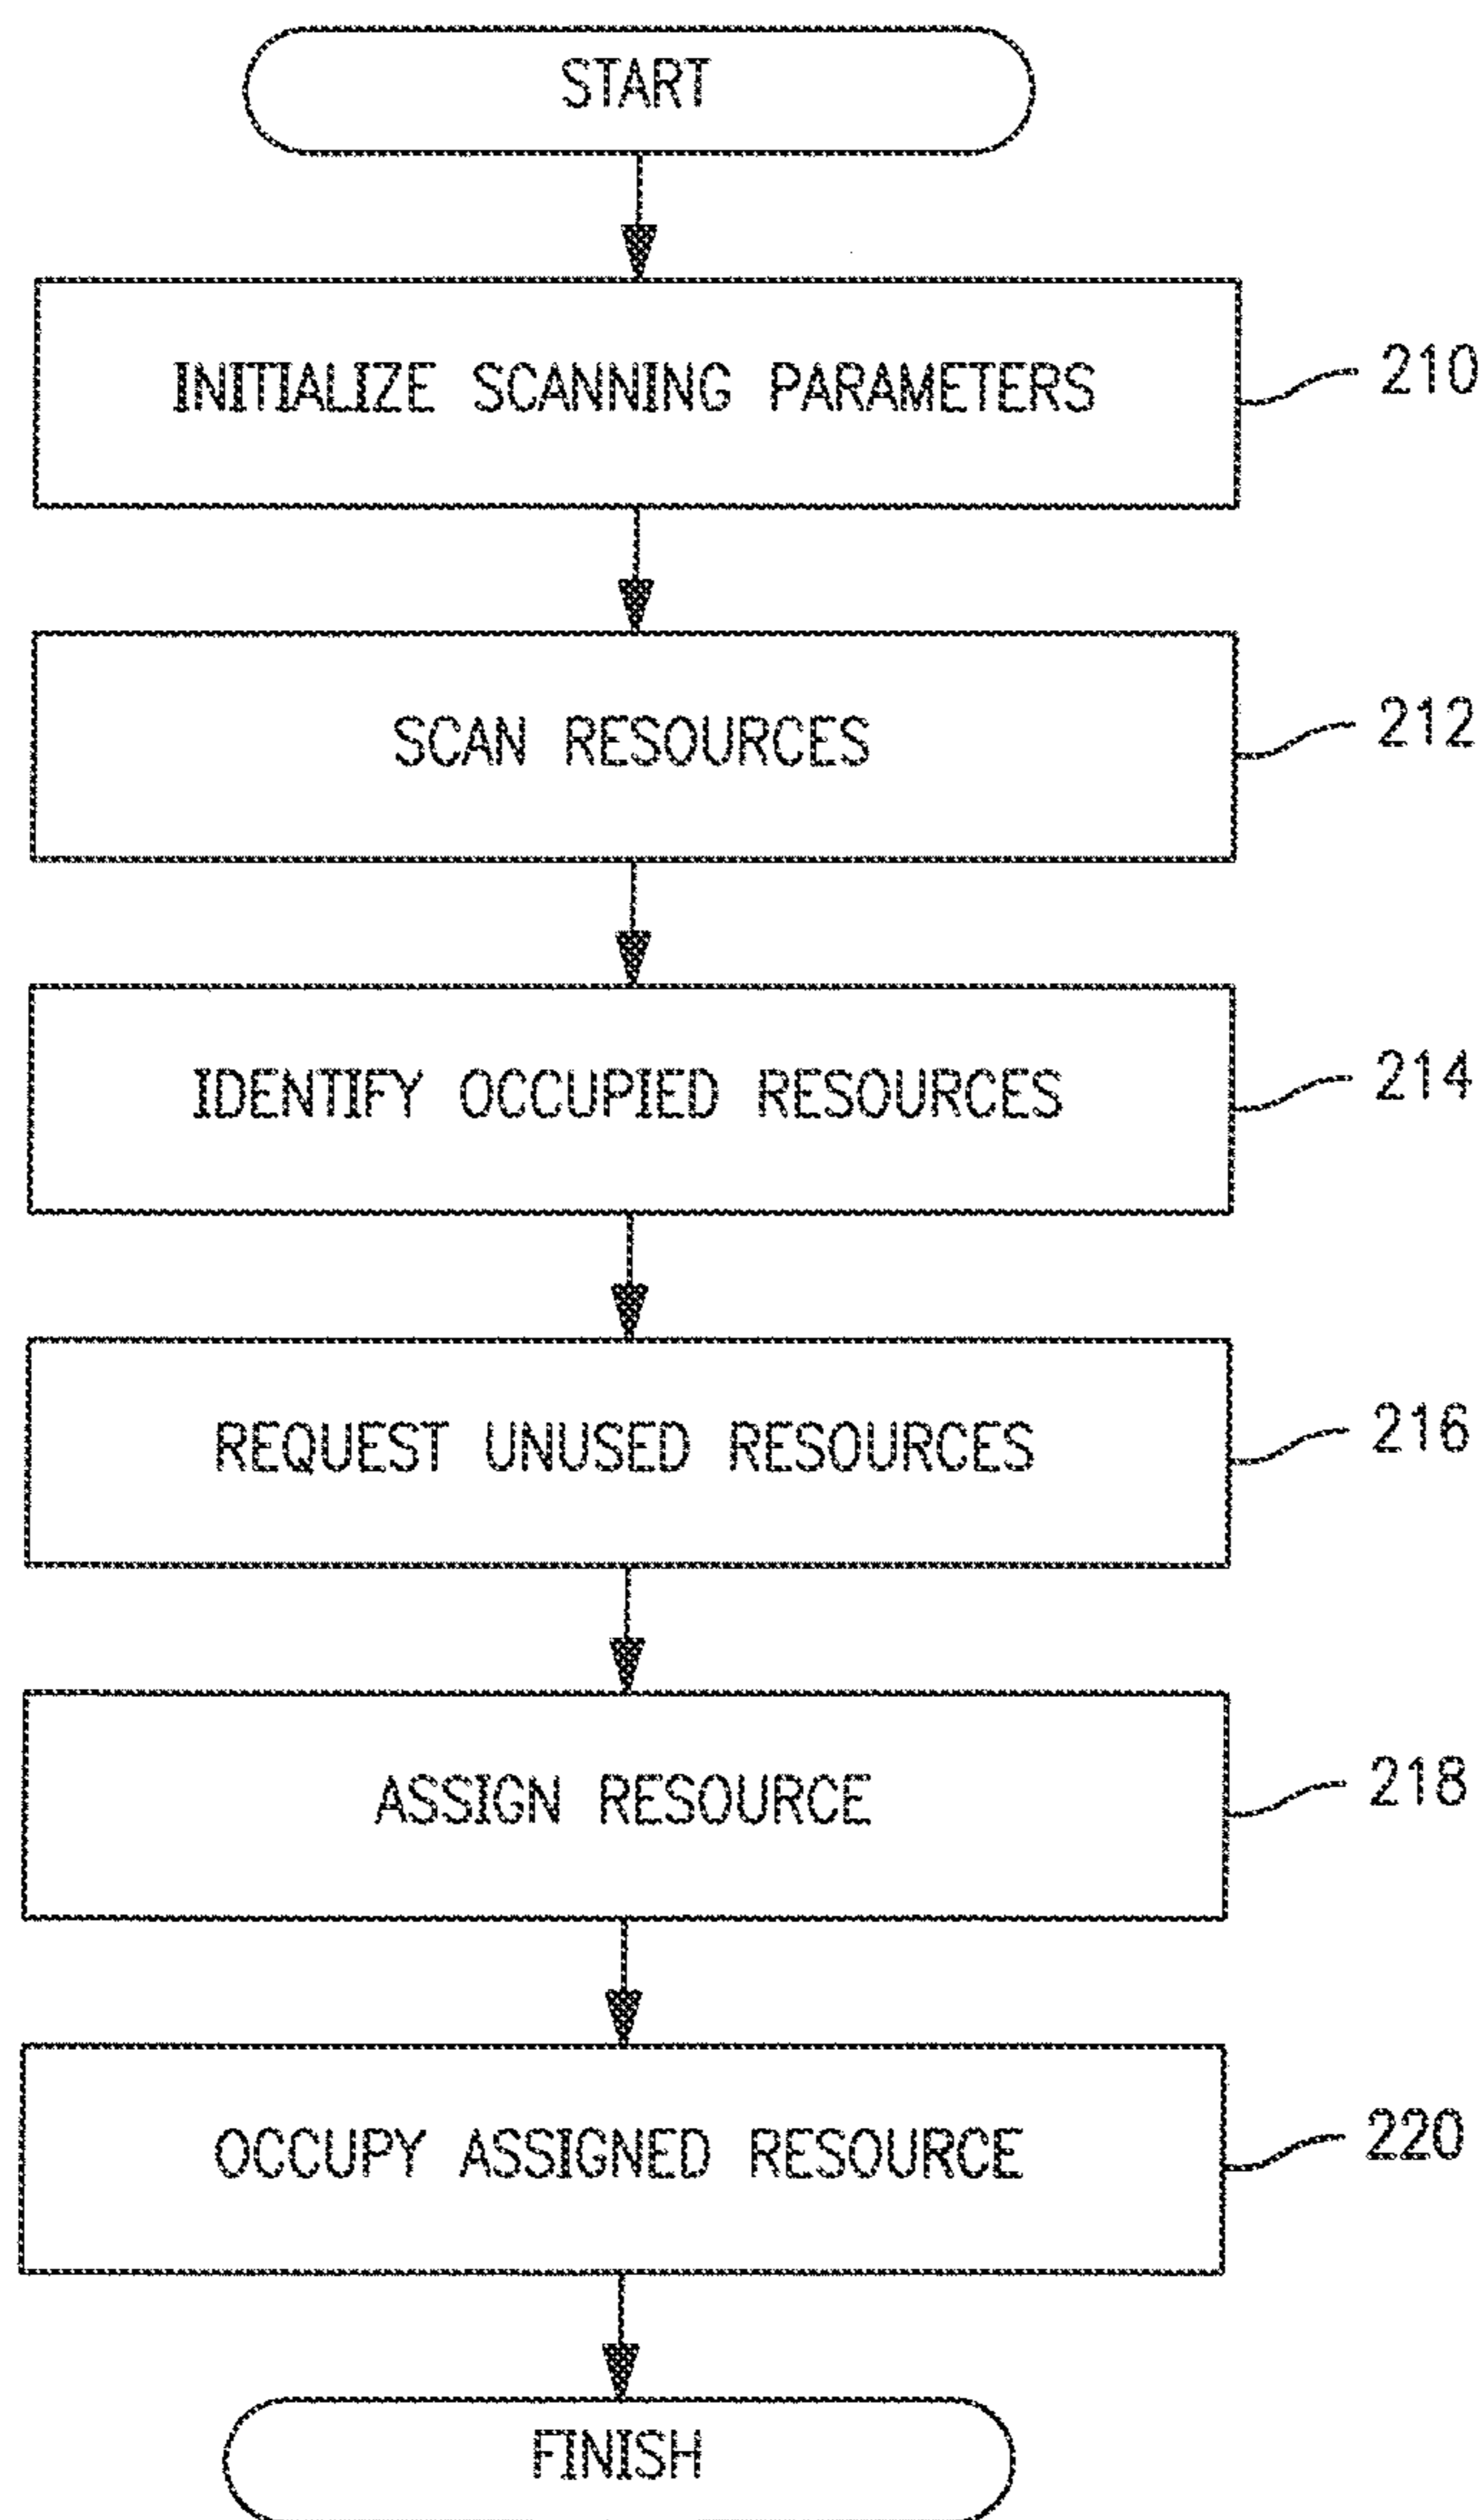 START
INITIALIZE SCANNING PARAMETERS 210
SCAN RESOURCES 212
IDENTIFY OCCUPIED RESOURCES 214
REQUEST UNUSED RESOURCES 216
ASSIGN RESOURCE 218
OCCUPY ASSIGNED RESOURCE 220
FINISH